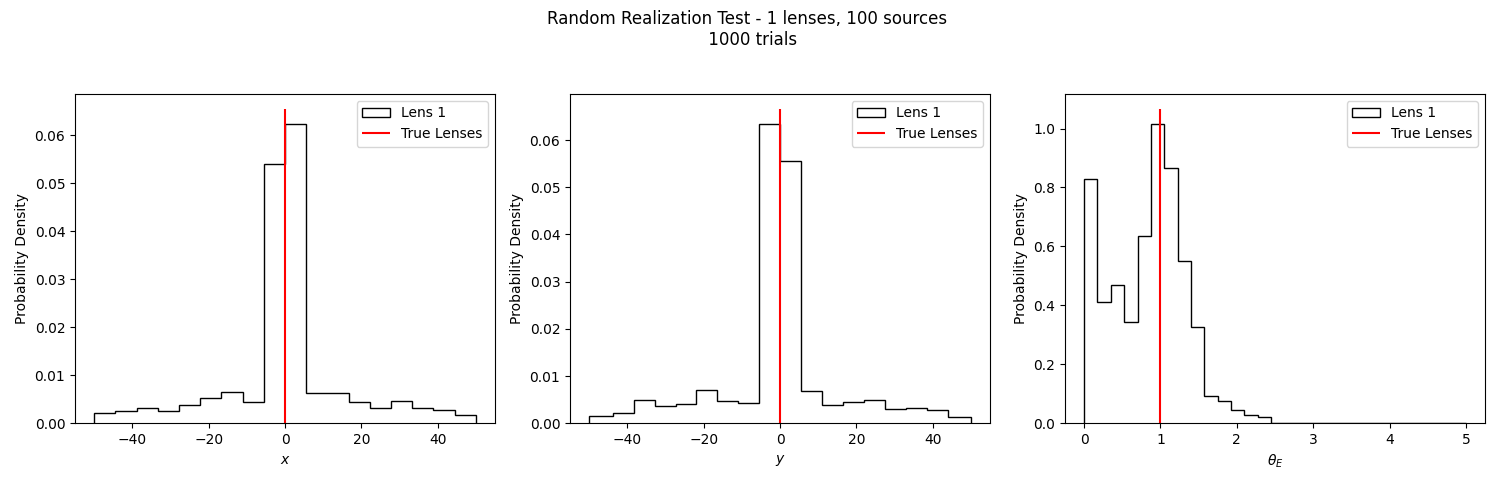 Random Realization Test - 1 lenses, 100 sources
1000 trials
Probability Density
0.06
0.05
0.04
0.03
0.02
0.01
0.00
−40
−20
0
20
40
x
Lens 1
True Lenses
Probability Density
0.06
0.05
0.04
0.03
0.02
0.01
0.00
−40
−20
0
20
40
y
Lens 1
True Lenses
Probability Density
1.0
0.8
0.6
0.4
0.2
0.0
0
1
2
3
4
5
θ_E
Lens 1
True Lenses